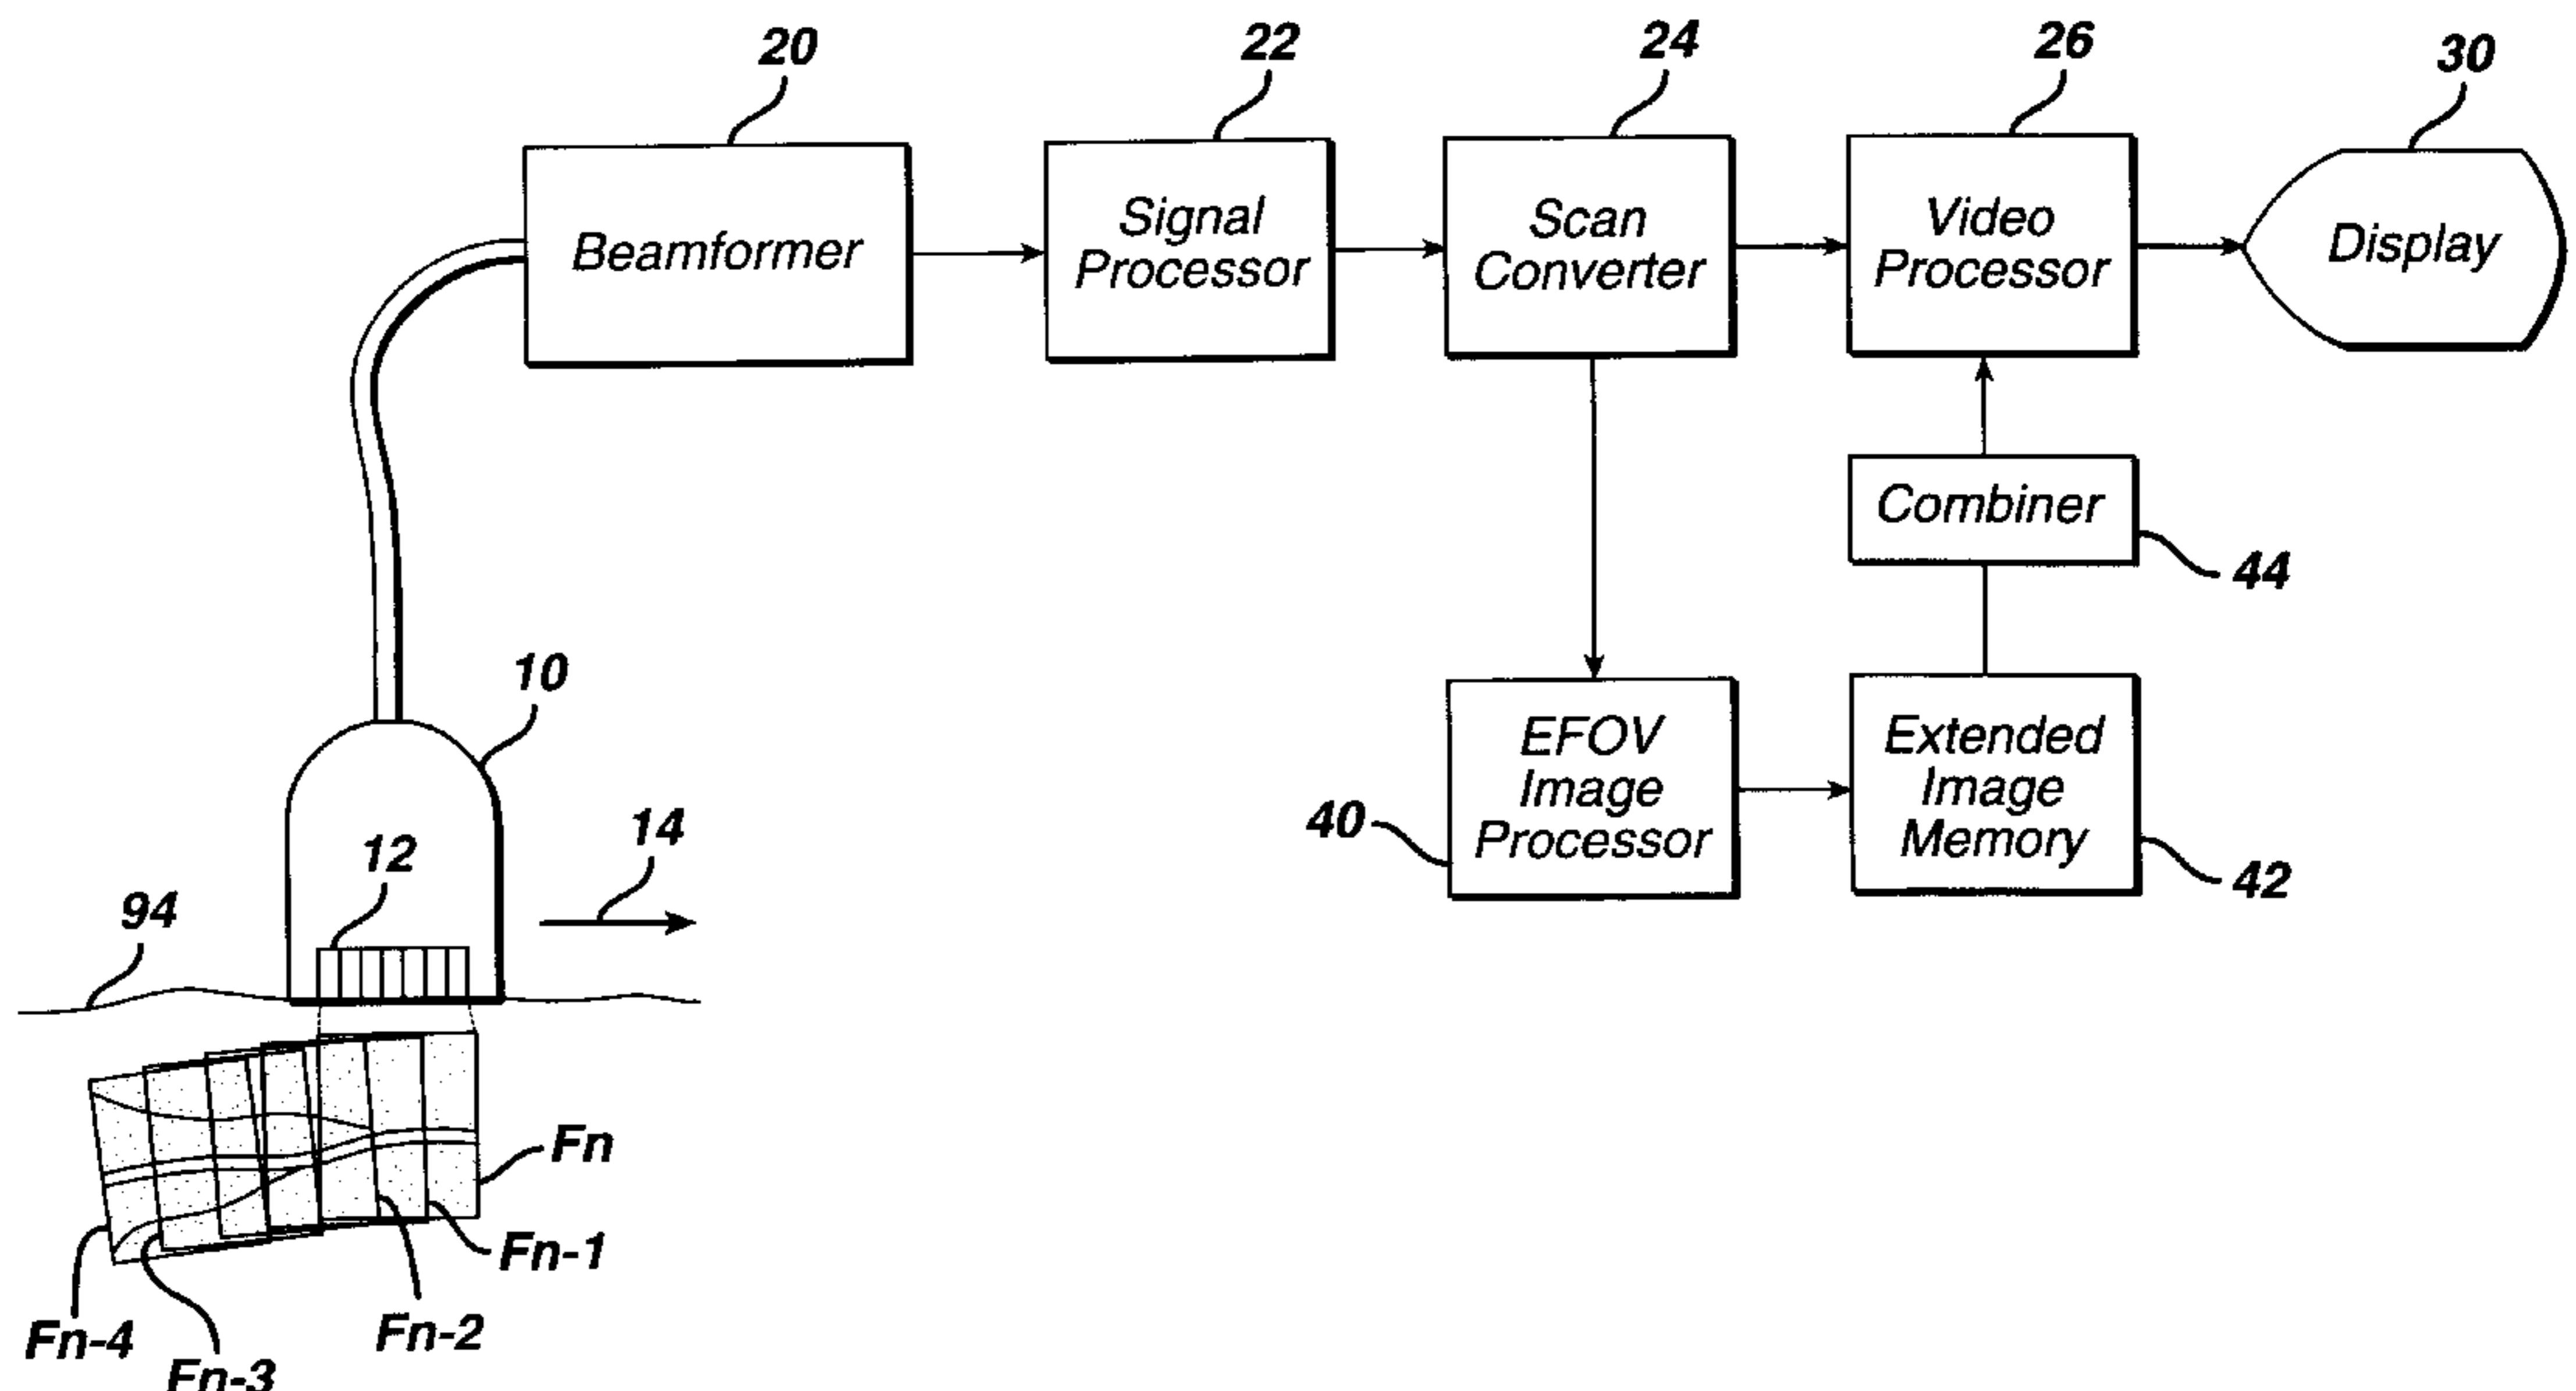 20
22
24
26
30
Beamformer
Signal
Processor
Scan
Converter
Video
Processor
Display
Combiner
44
10
EFOV
Image
Processor
40
Extended
Image
Memory
42
12
14
94
Fn
Fn-1
Fn-2
Fn-4
Fn-3